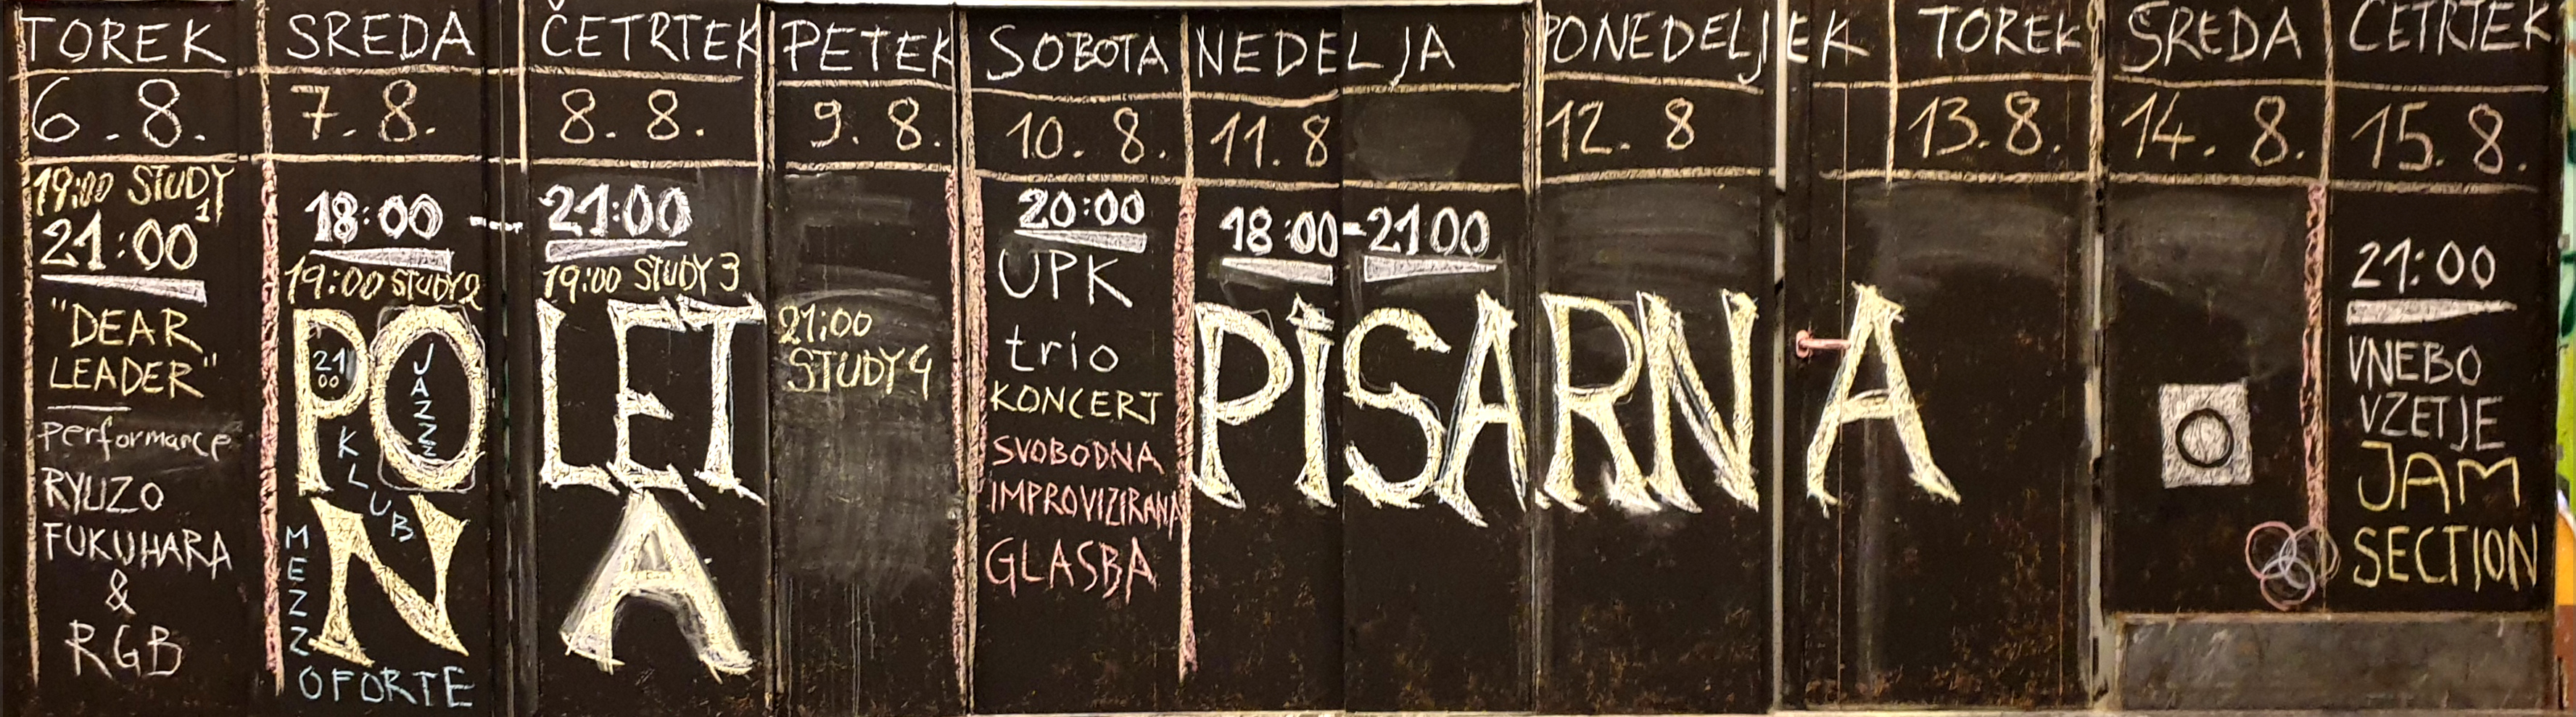 TOREK
6. 8.
19:00 STUDY 1
21:00
"DEAR
LEADER"
performance
RYUZO
FUKUHARA
&
RGB
SREDA
7. 8.
ČETRTEK
8. 8.
18:00 - 21:00
19:00 STUDY 2
19:00 STUDY 3
POLETNA
21 00
JAZZZ
KLUB
MEZZOFORTE
PETEK
9. 8.
21:00
STUDY 4
SOBOTA
10. 8.
20:00
UPK
trio
KONCERT
SVOBODNA
IMPROVIZIRANA
GLASBA
NEDELJA
11. 8
PONEDELJEK
12. 8
TOREK
13. 8.
18:00-2100
PISARNA
SREDA
14. 8.
ČETRTEK
15. 8.
21:00
VNEBO
VZETJE
JAM
SECTION